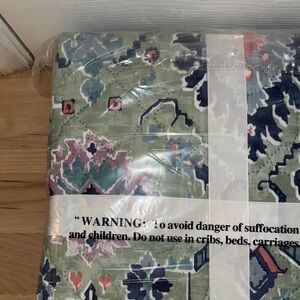 "WARNING: To avoid danger of suffocation
and children. Do not use in cribs, beds, carriages,